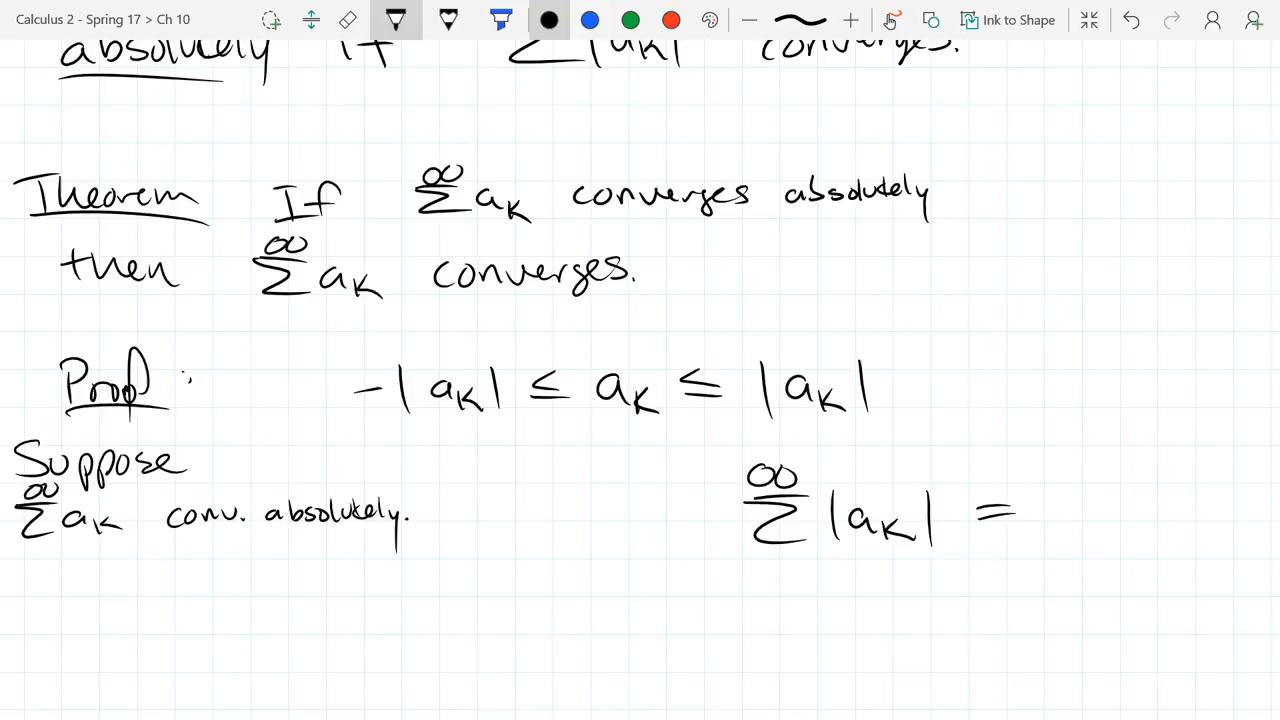 Calculus 2 - Spring 17 > Ch 10
Ink to Shape
absolutely if Σ|aₖ| converges.
Theorem If ∞Σ aₖ converges absolutely
then ∞Σ aₖ converges.
Proof : -|aₖ| ≤ aₖ ≤ |aₖ|
Suppose
∞Σ aₖ conv. absolutely.
∞Σ |aₖ| =